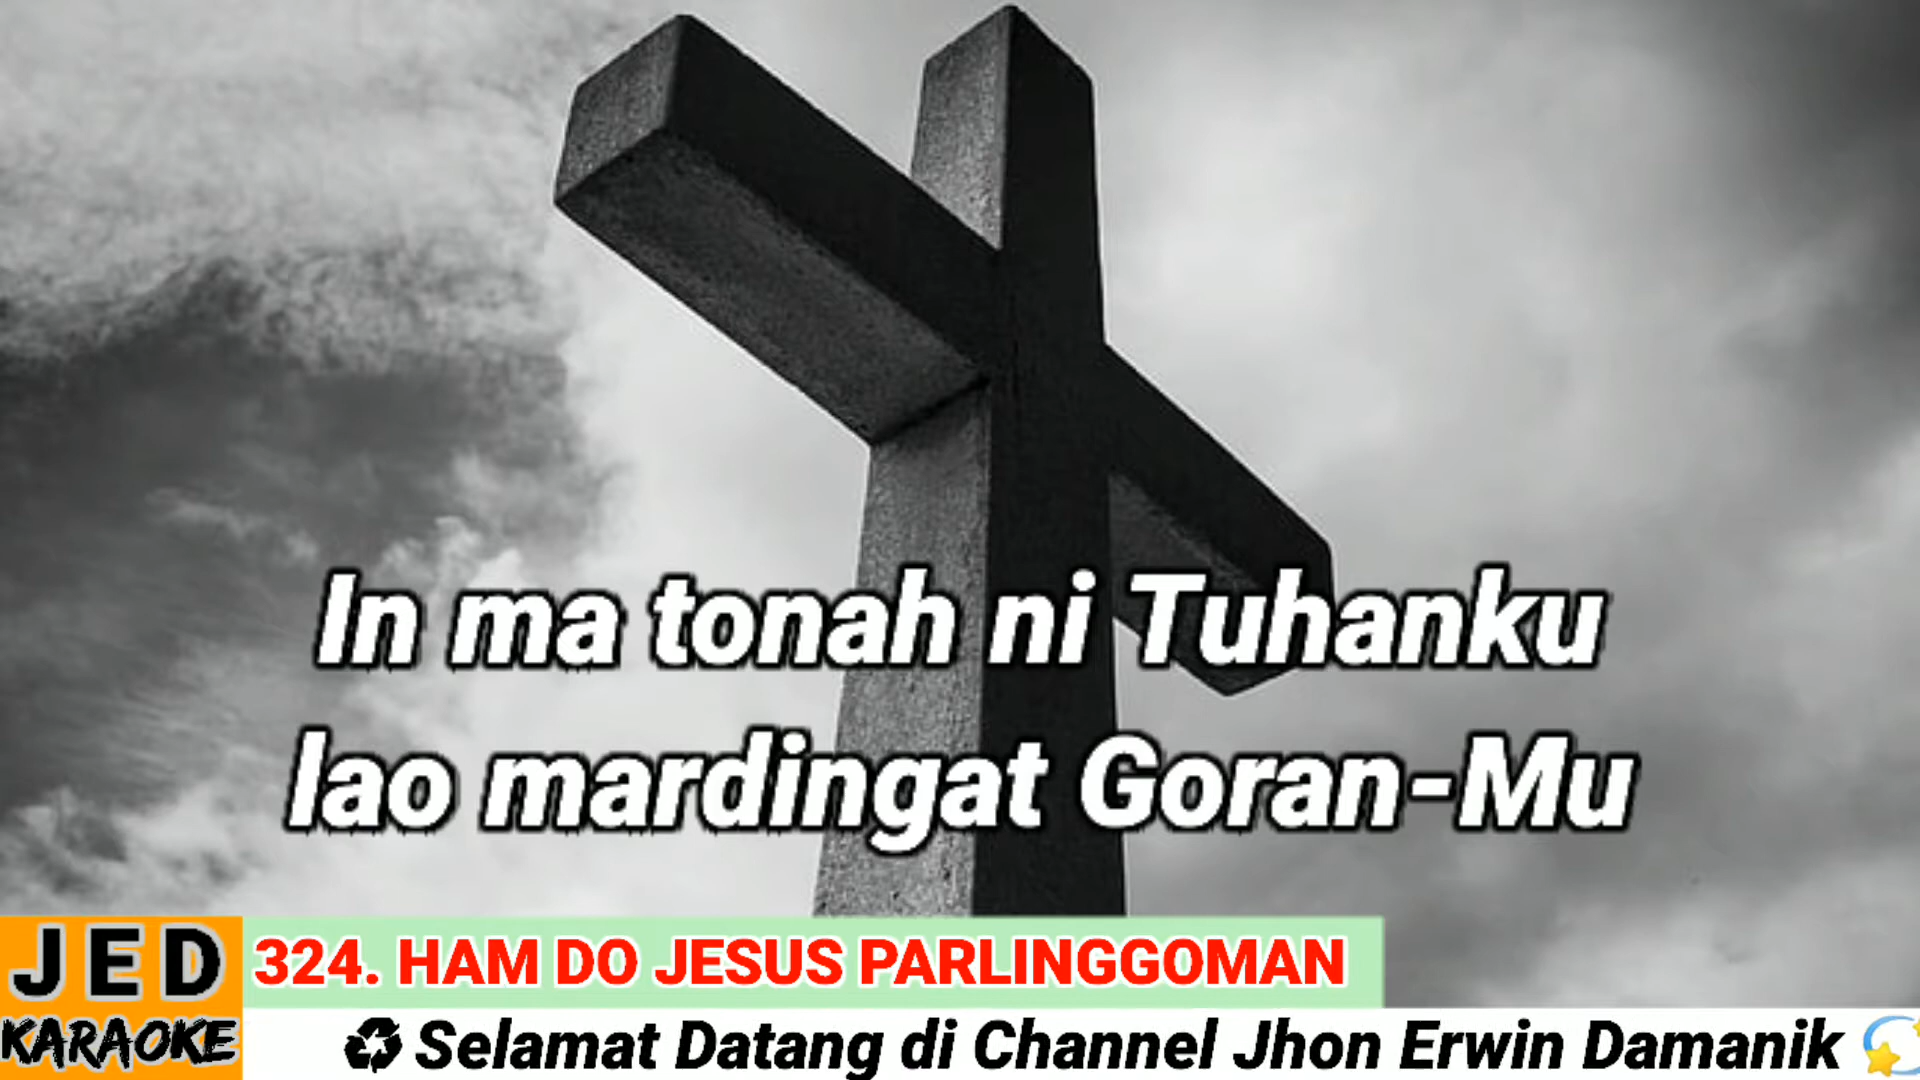 In ma tonah ni Tuhanku
lao mardingat Goran-Mu
JED
KARAOKE
324. HAM DO JESUS PARLINGGOMAN
♻ Selamat Datang di Channel Jhon Erwin Damanik 💫